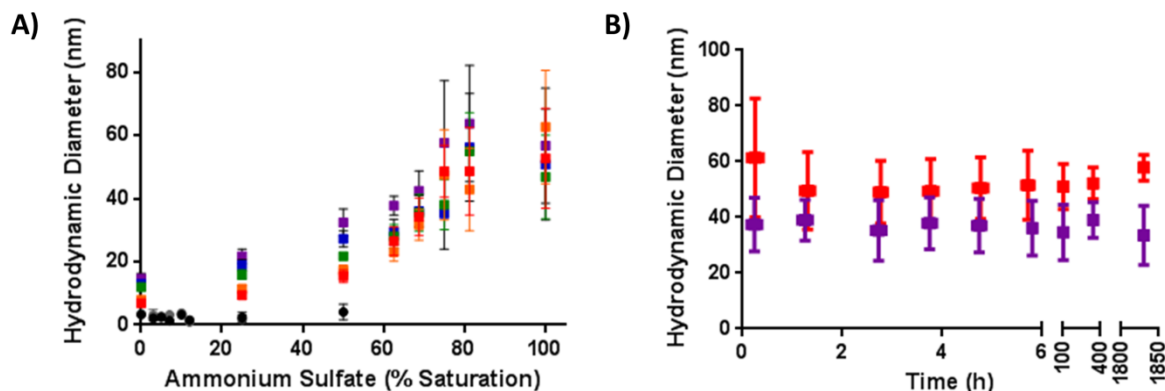 A)
Hydrodynamic Diameter (nm)
80
60
40
20
0
0 20 40 60 80 100
Ammonium Sulfate (% Saturation)
B)
Hydrodynamic Diameter (nm)
100
80
60
40
20
0
0 2 4 6 100 400 1800 1850
Time (h)